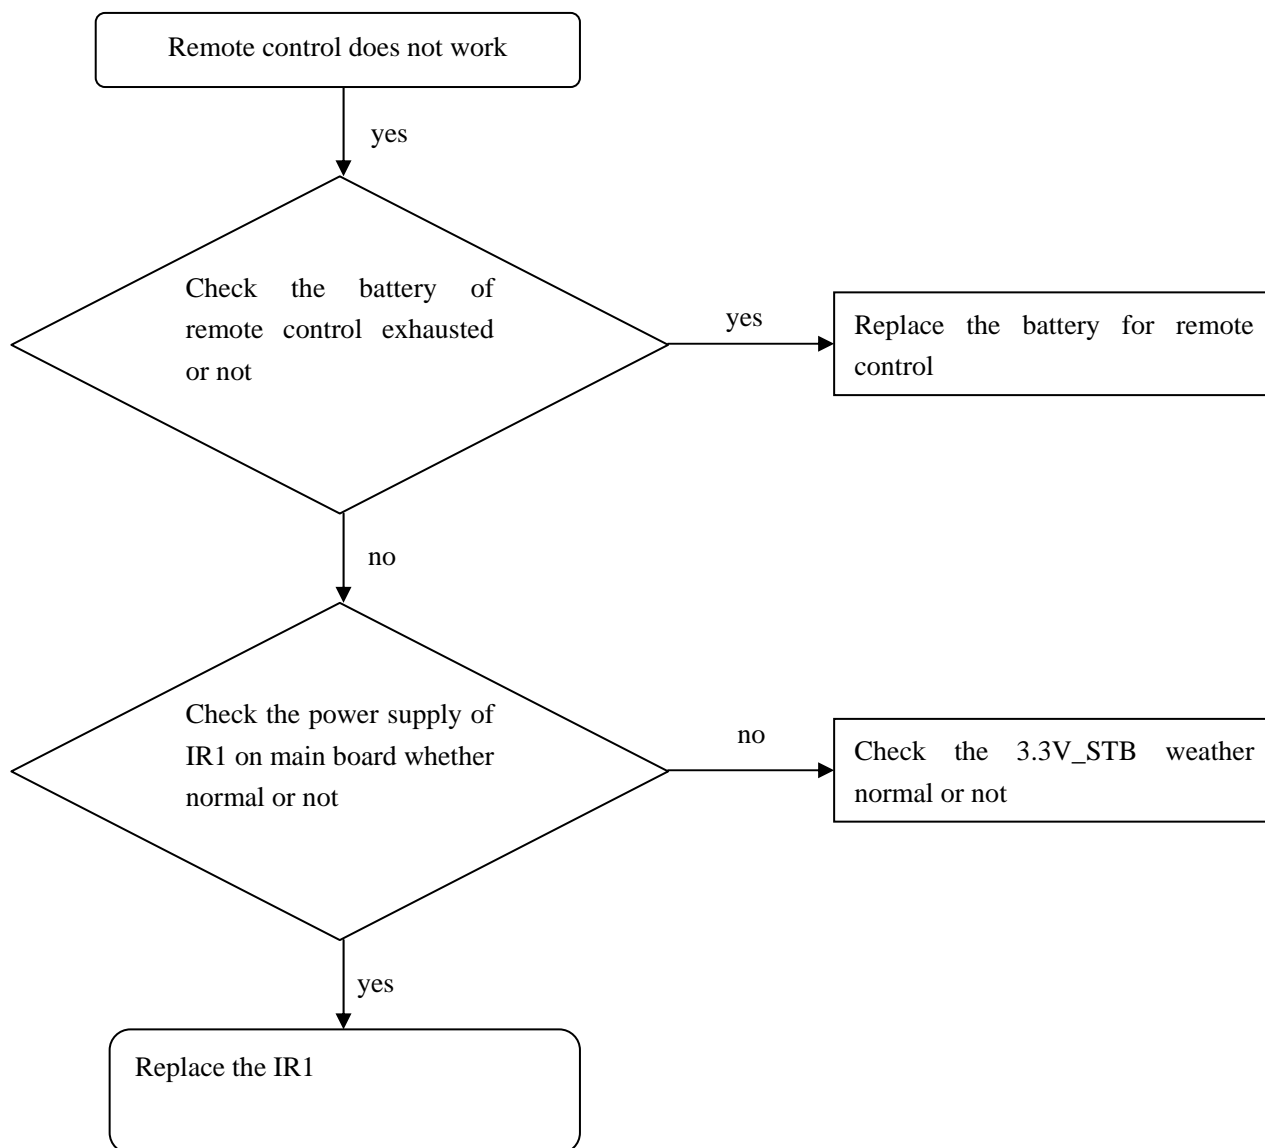 Remote control does not work
yes
Check the battery of
remote control exhausted
or not
yes
Replace the battery for remote
control
no
Check the power supply of
IR1 on main board whether
normal or not
no
Check the 3.3V_STB weather
normal or not
yes
Replace the IR1